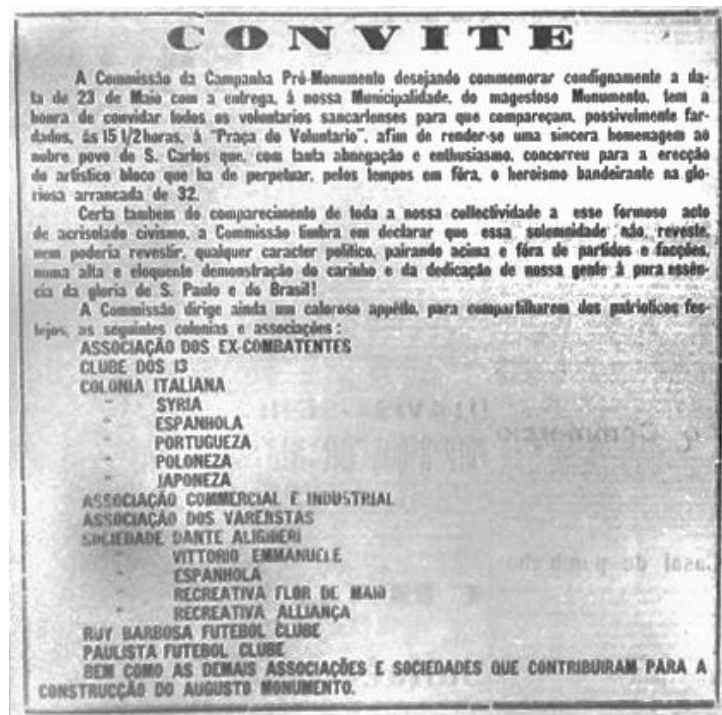 CONVITE
A Commissão da Campanha Pró-Monumento desejando commemorar condignamente a da-
ta de 23 de Maio com a entrega, á nossa Municipalidade, do magestoso Monumento, tem a
honra de convidar todos os voluntarios sancarlenses para que compareçam, possivelmente far-
dados, ás 15 1/2 horas, á "Praça do Voluntario", afim de render-se uma sincera homenagem ao
nobre povo de S. Carlos que, com tanta abnegação e enthusiasmo, concorreu para a erecção
do artistico bloco que ha de perpetuar, pelos tempos em fóra, o heroismo bandeirante na glo-
riosa arrancada de 32.
Certa tambem do comparecimento de toda a nossa collectividade a esse formoso acto
de acrisolado civismo, a Commissão timbra em declarar que essa solemnidade não, reveste,
nem poderia revestir, qualquer caracter politico, pairando acima e fóra de partidos e facções,
numa alta e eloquente demonstração do carinho e da dedicação de nossa gente á pura essên-
cia da gloria de S. Paulo e do Brasil!
A Commissão dirige ainda um caloroso appêllo, para compartilharem dos patrioticos fes-
tejos, as seguintes colonias e associações:
ASSOCIAÇÃO DOS EX-COMBATENTES
CLUBE DOS 13
COLONIA ITALIANA
" SYRIA
" ESPANHOLA
" PORTUGUEZA
" POLONEZA
" JAPONEZA
ASSOCIAÇÃO COMMERCIAL E INDUSTRIAL
ASSOCIAÇÃO DOS VAREJISTAS
SOCIEDADE DANTE ALIGHIERI
" VITTORIO EMMANUELE
" ESPANHOLA
" RECREATIVA FLOR DE MAIO
" RECREATIVA ALLIANÇA
RUY BARBOSA FUTEBOL CLUBE
PAULISTA FUTEBOL CLUBE
BEM COMO AS DEMAIS ASSOCIAÇÕES E SOCIEDADES QUE CONTRIBUIRAM PARA A
CONSTRUCÇÃO DO AUGUSTO MONUMENTO.